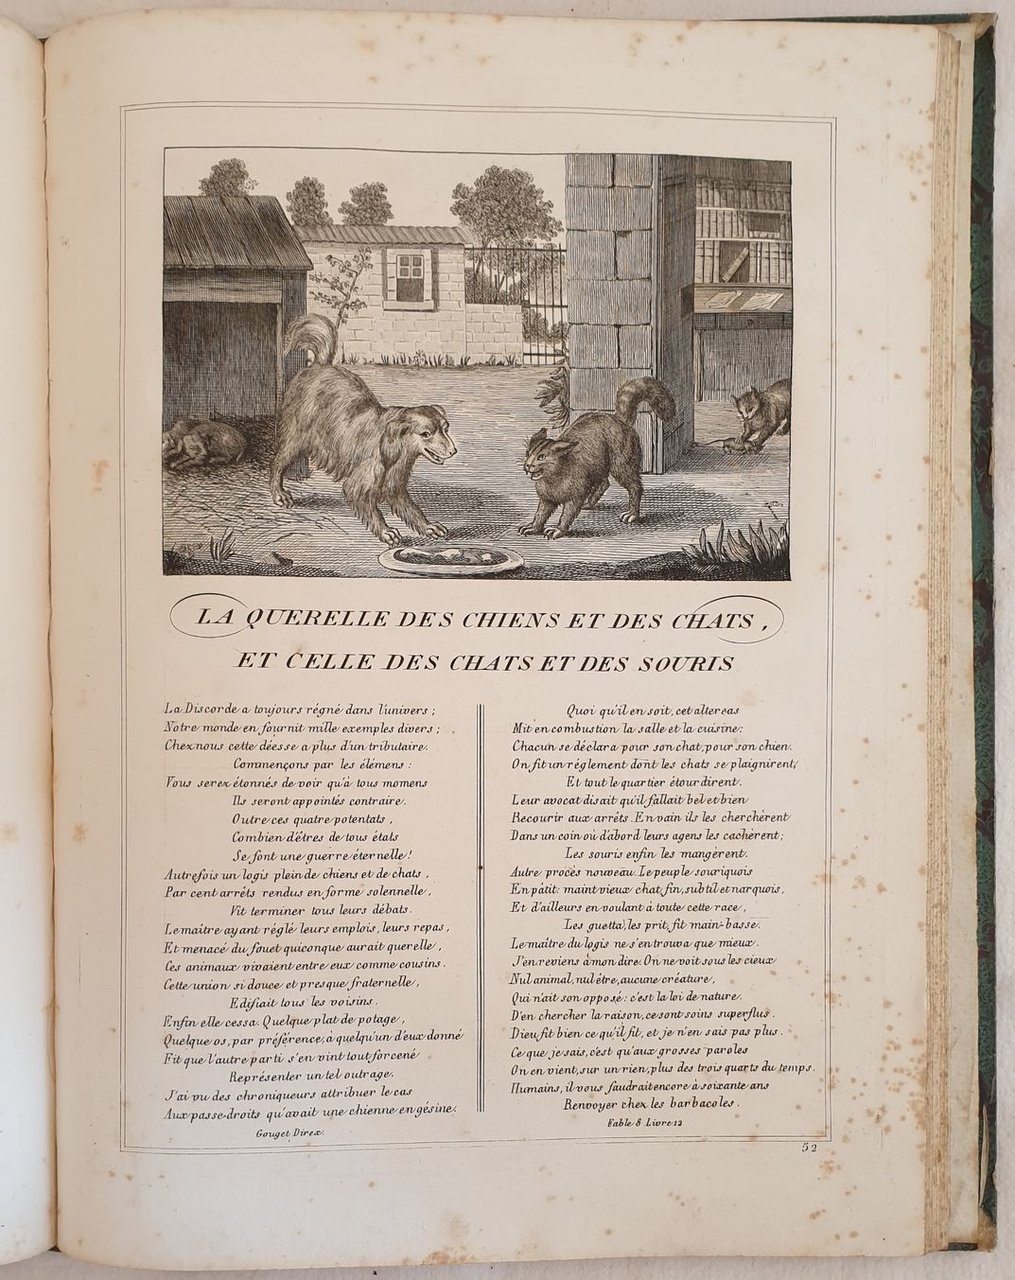 LA QUERELLE DES CHIENS ET DES CHATS,
ET CELLE DES CHATS ET DES SOURIS
La Discorde a toujours régné dans l'univers;
Notre monde en fournit mille exemples divers;
Chez nous cette déesse a plus d'un tributaire.
Commençons par les élémens:
Vous serez étonnés de voir qu'à tous momens
Ils seront appointés contraire.
Outre ces quatre potentats,
Combien d'êtres de tous états
Se font une guerre éternelle!
Autrefois un logis plein de chiens et de chats,
Par cent arrêts rendus en forme solennelle,
Vit terminer tous leurs débats.
Le maître ayant réglé leurs emplois, leurs repas,
Et menacé du fouet quiconque aurait querelle,
Ces animaux vivaient entre eux comme cousins.
Cette union si douce et presque fraternelle,
Edifiait tous les voisins.
Enfin elle cessa. Quelque plat de potage,
Quelque os, par préférence, à quelqu'un d'eux donné
Fit que l'autre parti s'en vint tout forcené
Représenter un tel outrage.
J'ai vu des chroniqueurs attribuer le cas
Aux passe-droits qu'avait une chienne en gésine.
Gouget Direx.
Quoi qu'il en soit, cet altercas
Mit en combustion la salle et la cuisine:
Chacun se déclara pour son chat, pour son chien.
On fit un réglement dont les chats se plaignirent,
Et tout le quartier étourdirent.
Leur avocat disait qu'il fallait bel et bien
Recourir aux arrêts. En vain ils les cherchèrent
Dans un coin où d'abord leurs agens les cachèrent;
Les souris enfin les mangèrent.
Autre procès nouveau. Le peuple souriquois
En pâtit: maint vieux chat, fin, subtil et narquois,
Et d'ailleurs en voulant à toute cette race,
Les guetta, les prit, fit main-basse.
Le maître du logis ne s'en trouva que mieux.
J'en reviens à mon dire. On ne voit sous les cieux
Nul animal, nul être, aucune créature,
Qui n'ait son opposé: c'est la loi de nature.
D'en chercher la raison, ce sont soins superflus.
Dieu fit bien ce qu'il fit, et je n'en sais pas plus.
Ce que je sais, c'est qu'aux grosses paroles
On en vient, sur un rien, plus des trois quarts du temps.
Humains, il vous faudrait encore à soixante ans
Renvoyer chez les barbacoles.
Fable 8 Livre 12
52